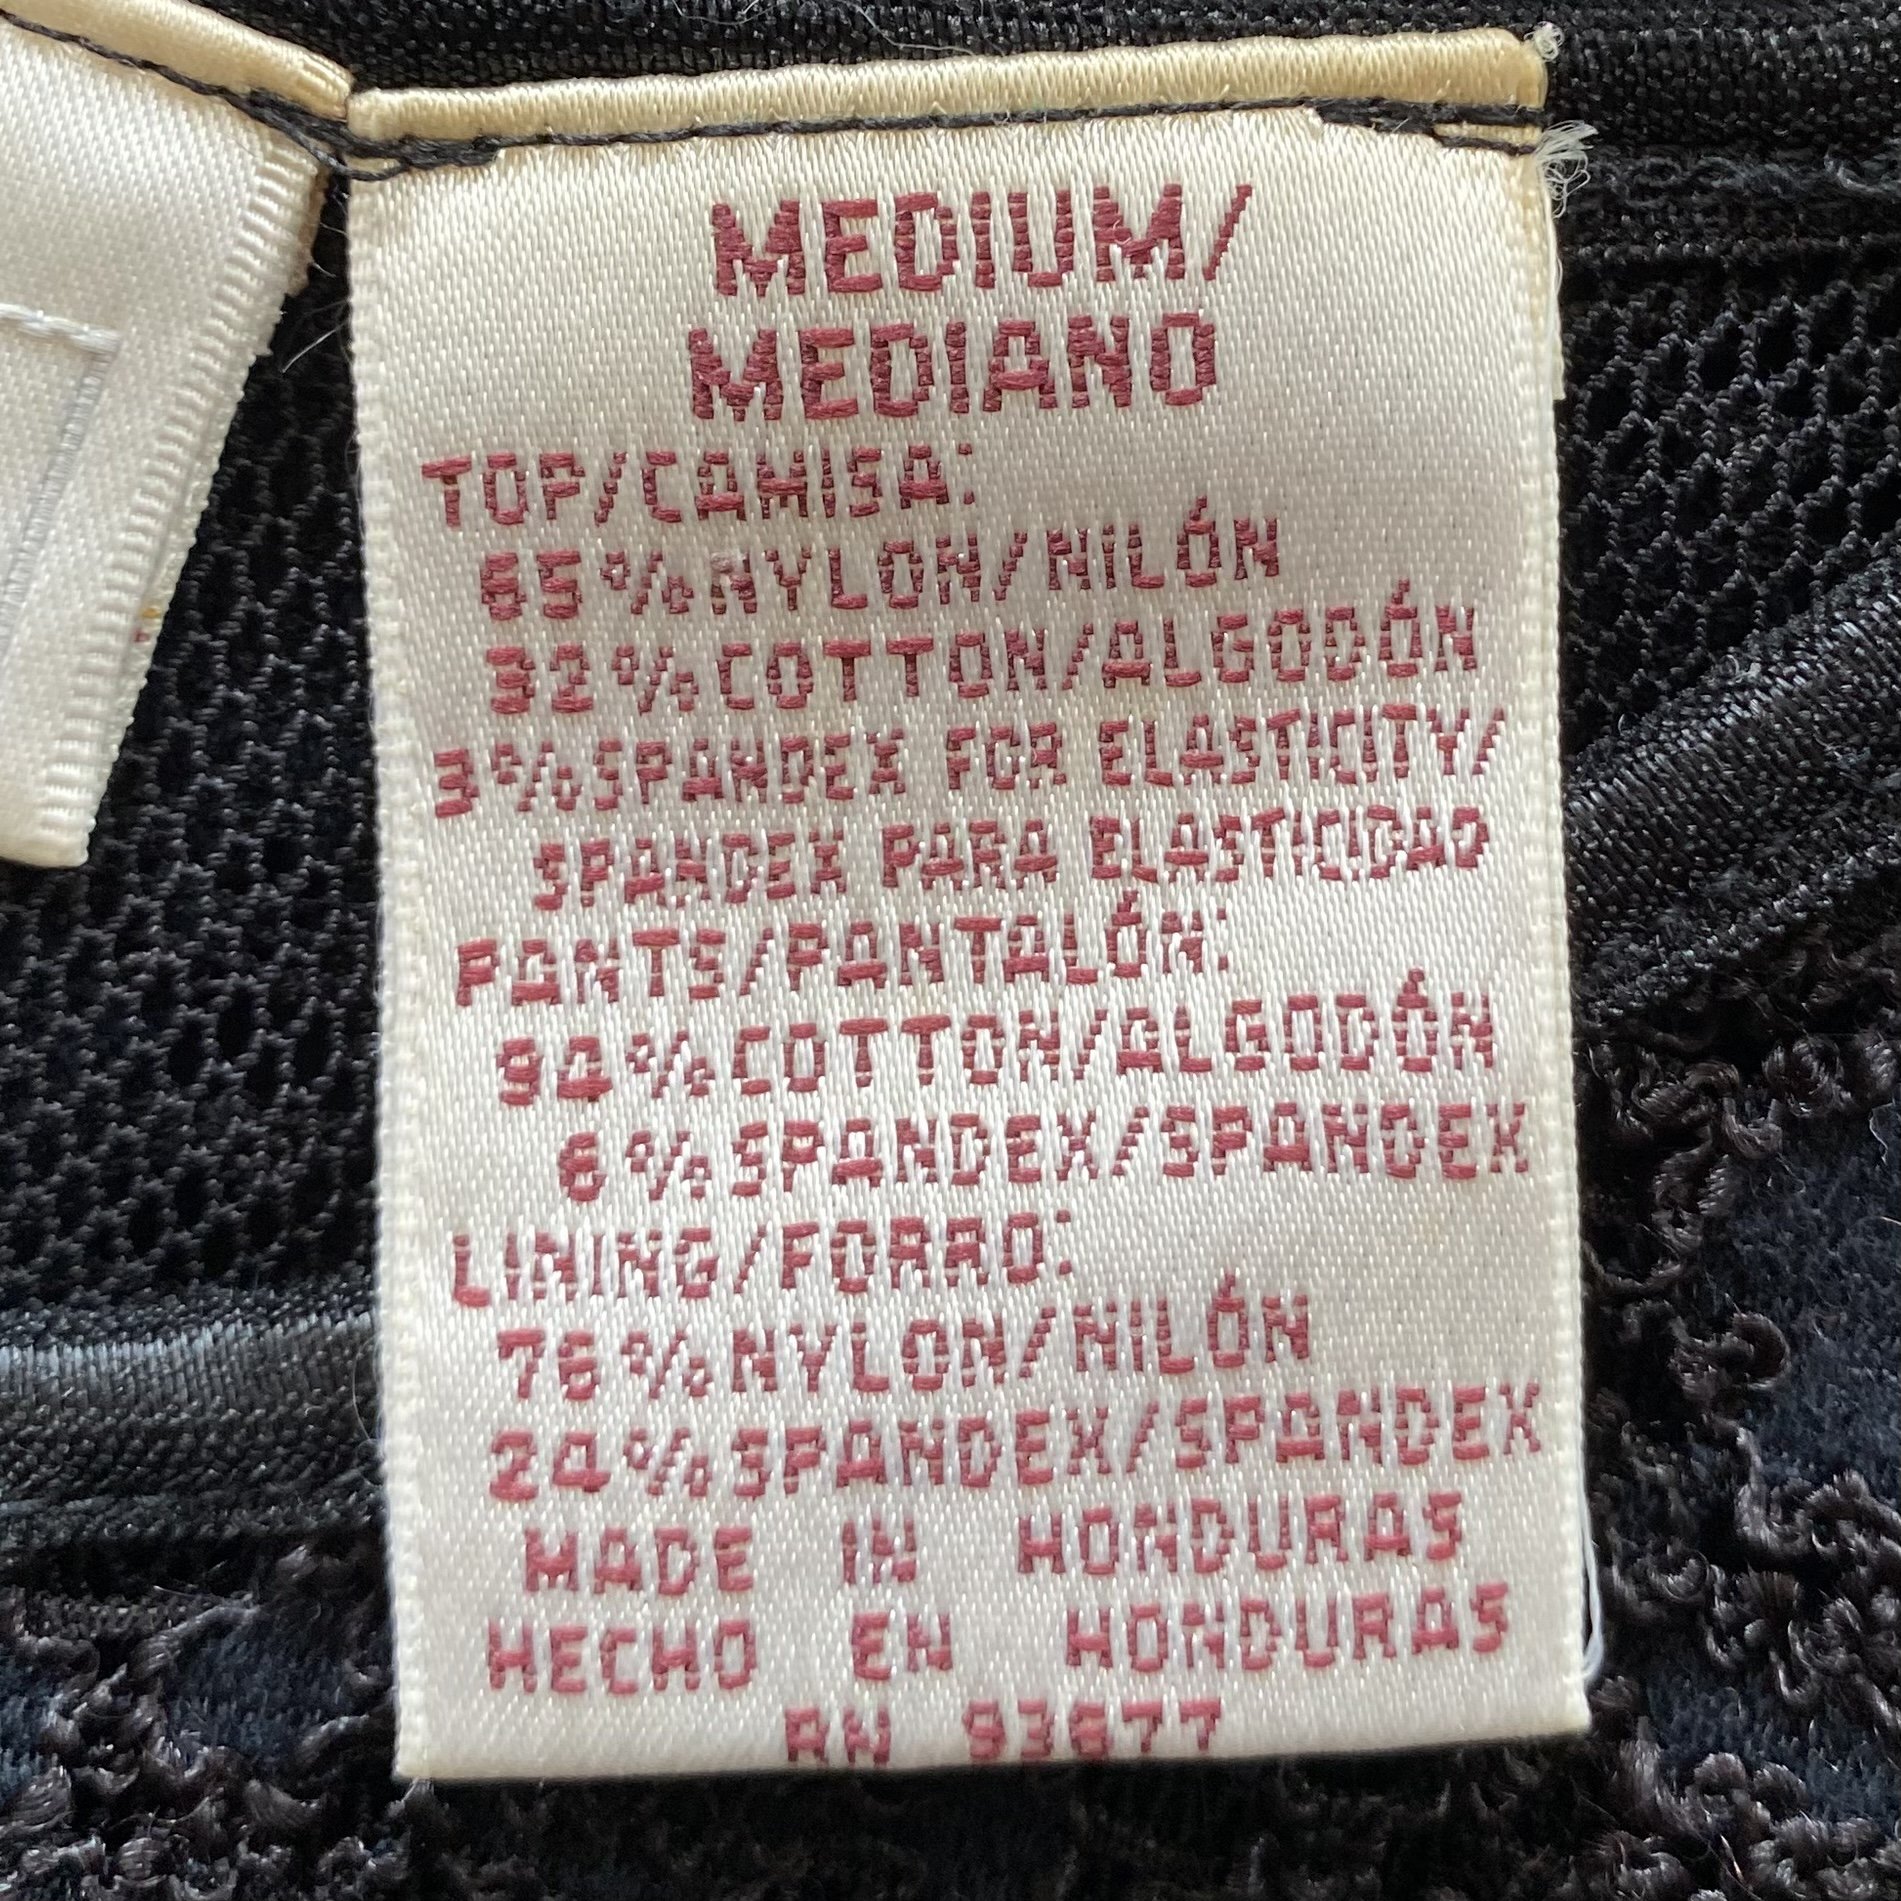 MEDIUM/
MEDIANO
TOP/CAMISA:
65%NYLON/NILÓN
32%COTTON/ALGODÓN
3%SPANDEX FOR ELASTICITY/
SPANDEX PARA ELASTICIDAD
PANTS/PANTALÓN:
94%COTTON/ALGODÓN
6%SPANDEX/SPANDEX
LINING/FORRO:
76%NYLON/NILÓN
24%SPANDEX/SPANDEX
MADE IN HONDURAS
HECHO EN HONDURAS
RN 93677